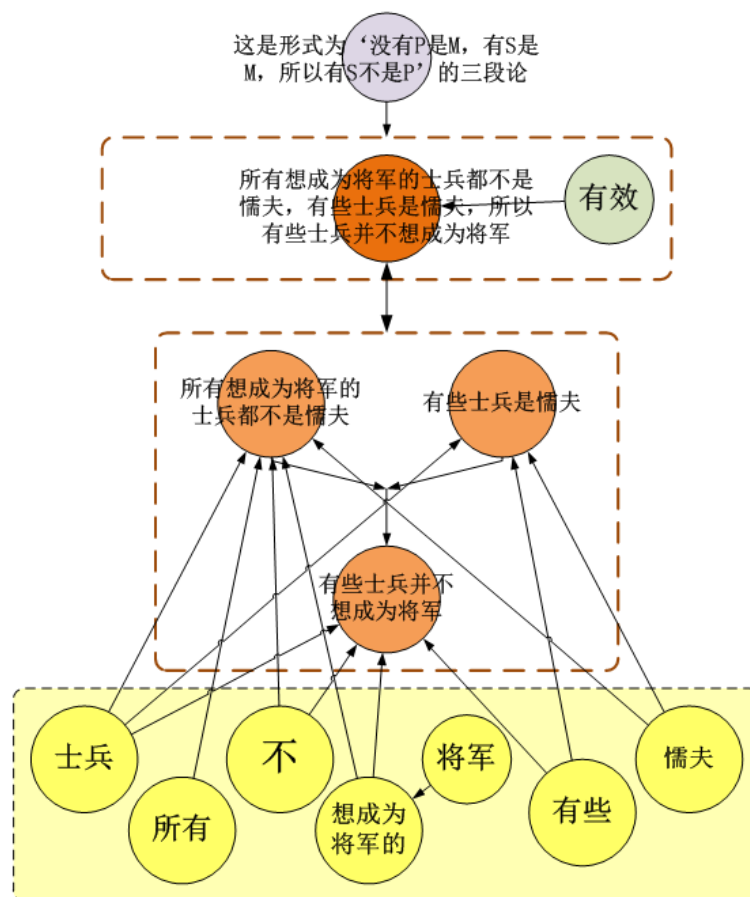 这是形式为‘没有P是M，有S是
M，所以有S不是P’的三段论
所有想成为将军的士兵都不是
懦夫，有些士兵是懦夫，所以
有些士兵并不想成为将军
有效
所有想成为将军的
士兵都不是懦夫
有些士兵是懦夫
有些士兵并不
想成为将军
士兵
不
将军
懦夫
所有
想成为
将军的
有些